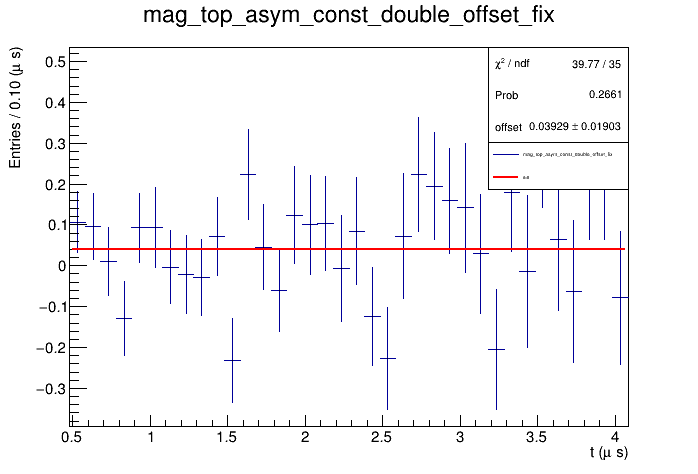 mag_top_asym_const_double_offset_fix
Entries / 0.10 (μ s)
χ² / ndf 39.77 / 35
Prob 0.2661
offset 0.03929 ± 0.01903
mag_top_asym_const_double_offset_fix
0.5
0.4
0.3
0.2
0.1
0
−0.1
−0.2
−0.3
0.5 1 1.5 2 2.5 3 3.5 4
t (μ s)